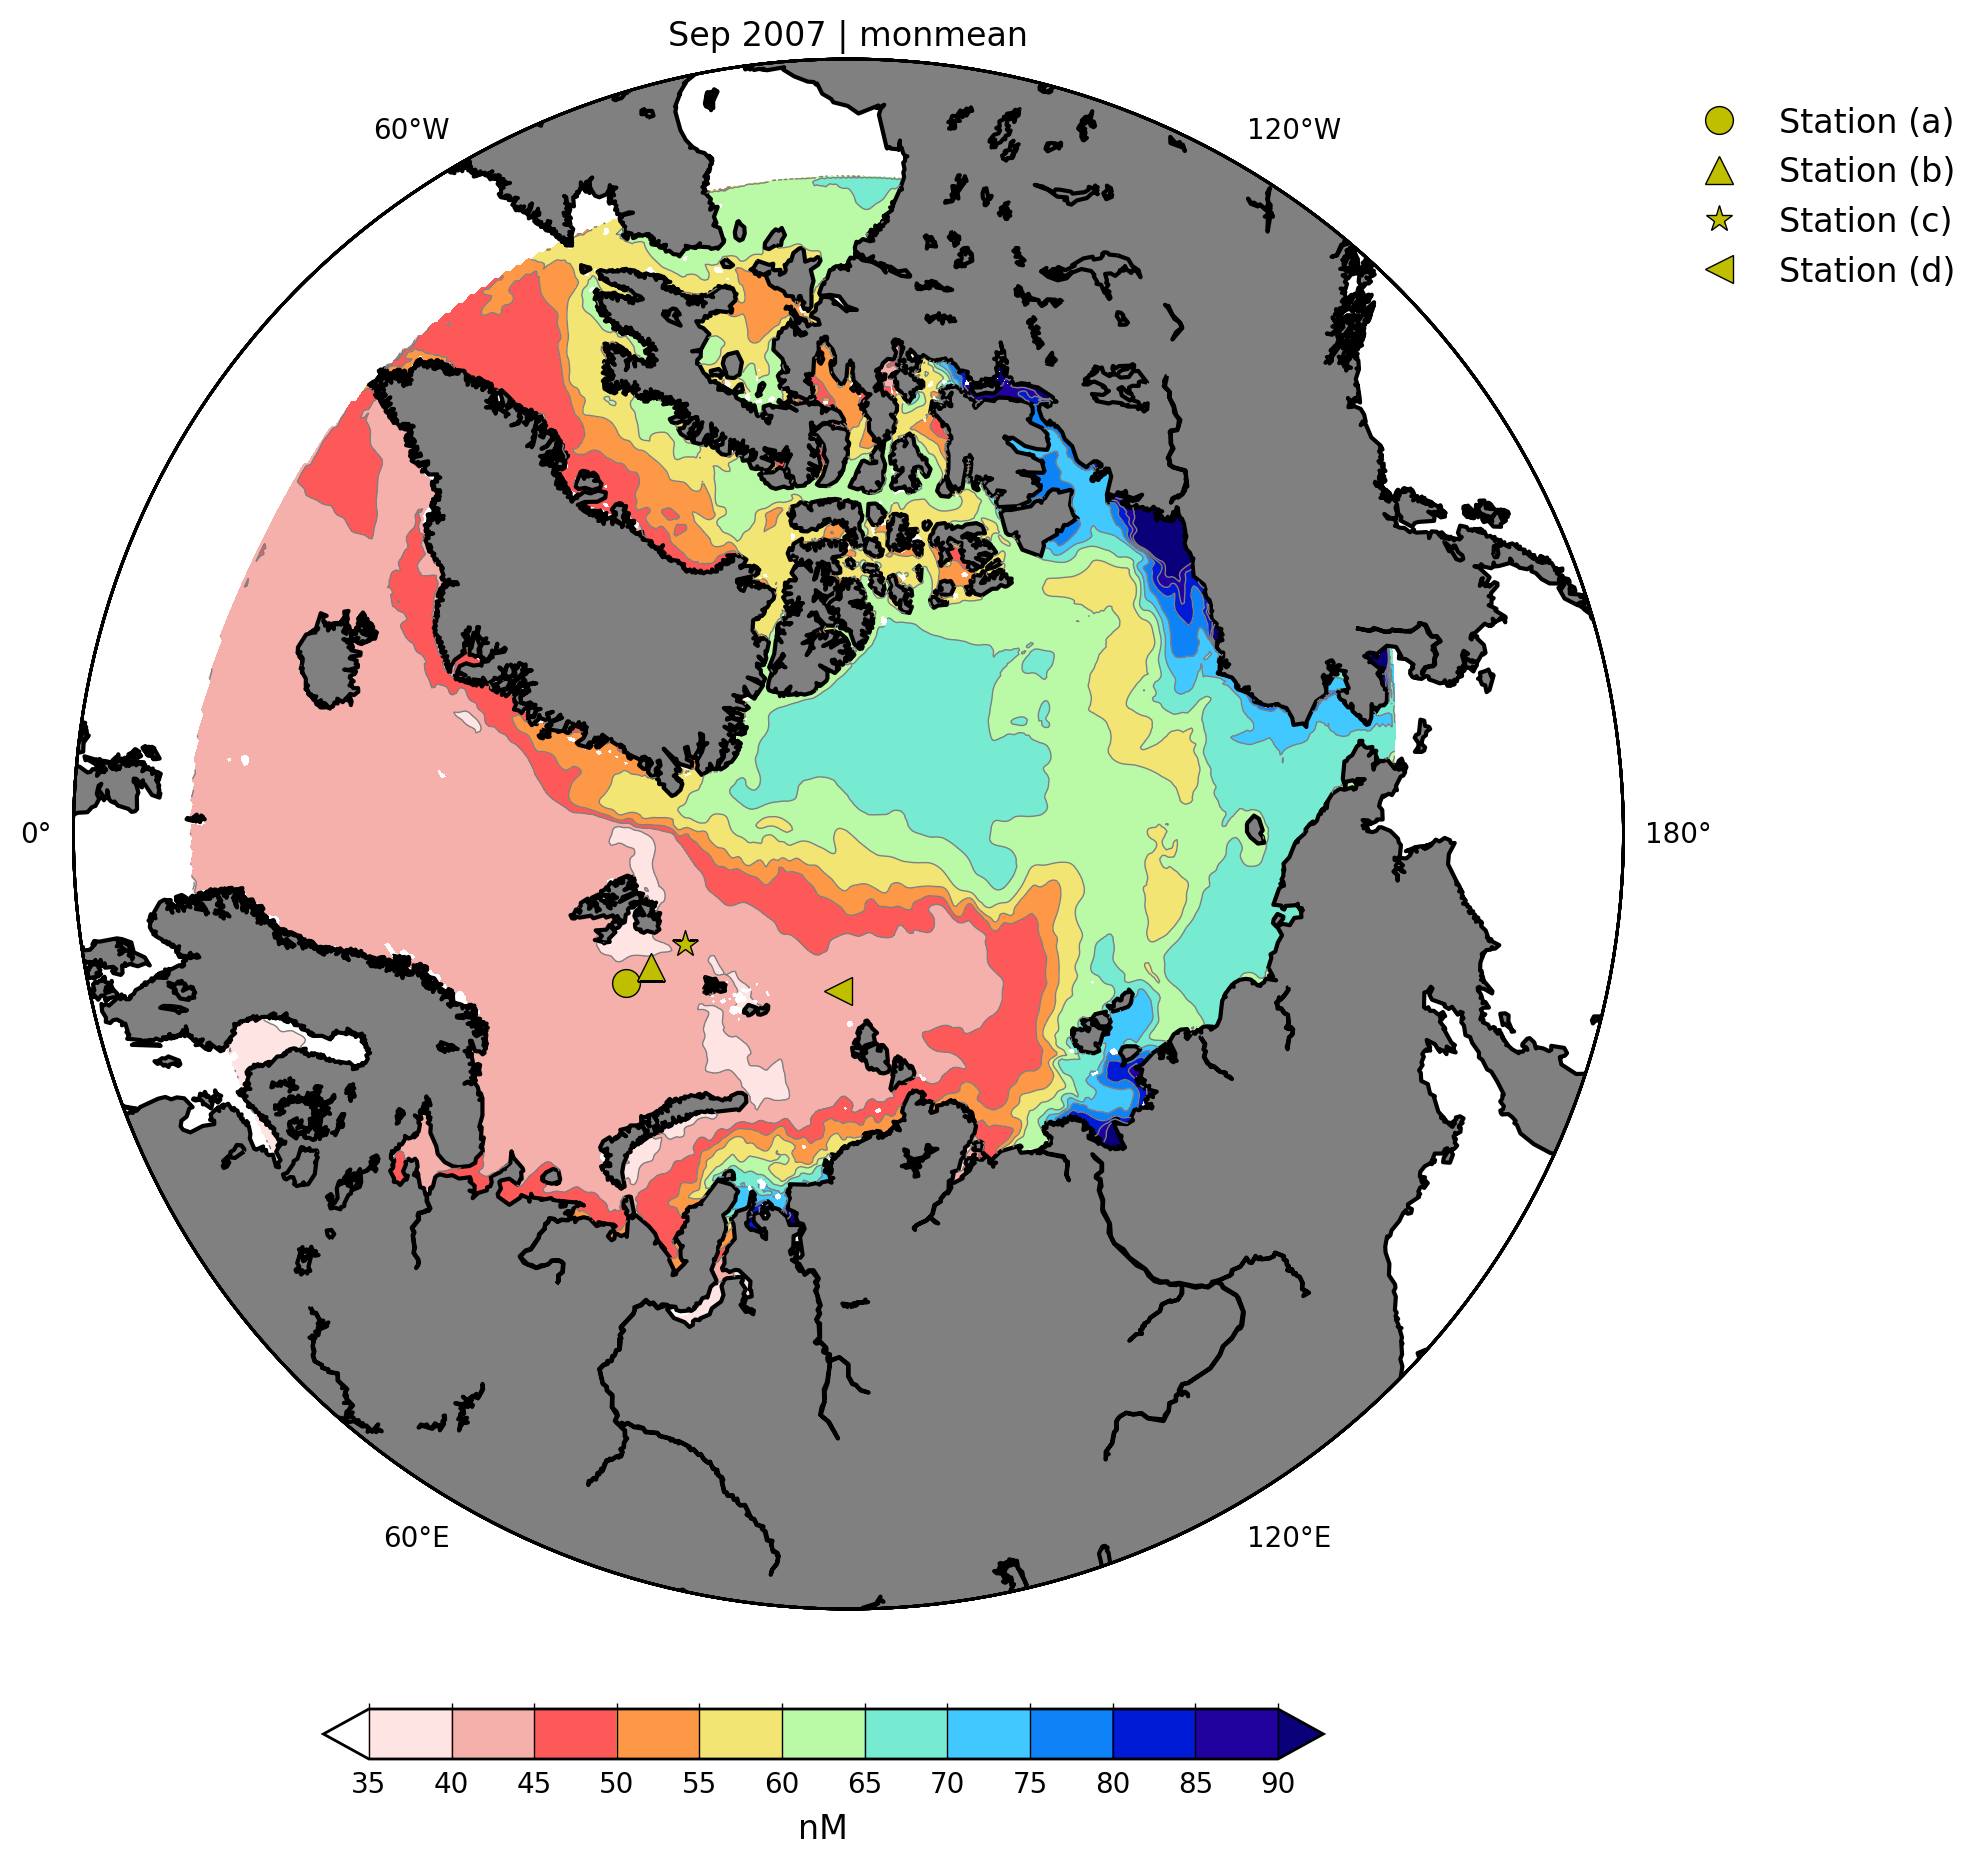 Sep 2007 | monmean
60°W
120°W
Station (a)
Station (b)
Station (c)
Station (d)
0°
180°
60°E
120°E
35 40 45 50 55 60 65 70 75 80 85 90
nM